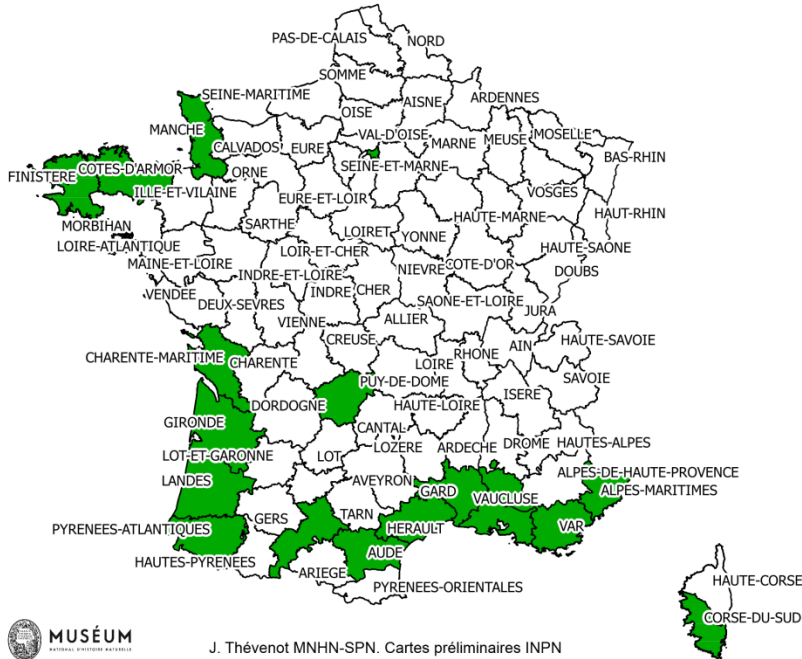 NORD
PAS-DE-CALAIS
SOMME
SEINE-MARITIME
AISNE
ARDENNES
OISE
MANCHE
VAL-D'OISE
MOSELLE
CALVADOS
EURE
MARNE
MEUSE
BAS-RHIN
SEINE-ET-MARNE
COTES-D'ARMOR
ORNE
FINISTERE
ILLE-ET-VILAINE
EURE-ET-LOIR
VOSGES
HAUTE-MARNE
HAUT-RHIN
MORBIHAN
SARTHE
LOIRET
YONNE
LOIRE-ATLANTIQUE
LOIR-ET-CHER
HAUTE-SAONE
MAINE-ET-LOIRE
INDRE-ET-LOIRE
NIEVRE
COTE-D'OR
DOUBS
VENDEE
INDRE
CHER
DEUX-SEVRES
SAONE-ET-LOIRE
JURA
VIENNE
ALLIER
CREUSE
AIN
HAUTE-SAVOIE
CHARENTE-MARITIME
CHARENTE
LOIRE
RHONE
PUY-DE-DOME
SAVOIE
DORDOGNE
HAUTE-LOIRE
ISERE
GIRONDE
CANTAL
LOT-ET-GARONNE
LOT
LOZERE
ARDECHE
DROME
HAUTES-ALPES
LANDES
AVEYRON
ALPES-DE-HAUTE-PROVENCE
GARD
VAUCLUSE
ALPES-MARITIMES
PYRENEES-ATLANTIQUES
GERS
TARN
HERAULT
VAR
HAUTES-PYRENEES
AUDE
ARIEGE
PYRENEES-ORIENTALES
HAUTE-CORSE
CORSE-DU-SUD
MUSÉUM
NATIONAL D'HISTOIRE NATURELLE
J. Thévenot MNHN-SPN. Cartes préliminaires INPN